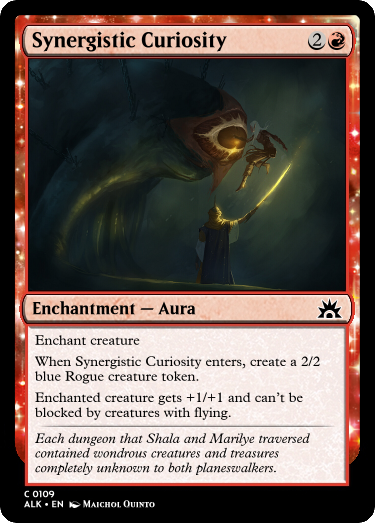 Synergistic Curiosity 2
Enchantment — Aura
Enchant creature
When Synergistic Curiosity enters, create a 2/2
blue Rogue creature token.
Enchanted creature gets +1/+1 and can't be
blocked by creatures with flying.
Each dungeon that Shala and Marilye traversed
contained wondrous creatures and treasures
completely unknown to both planeswalkers.
C 0109
ALK • EN Maichol Quinto